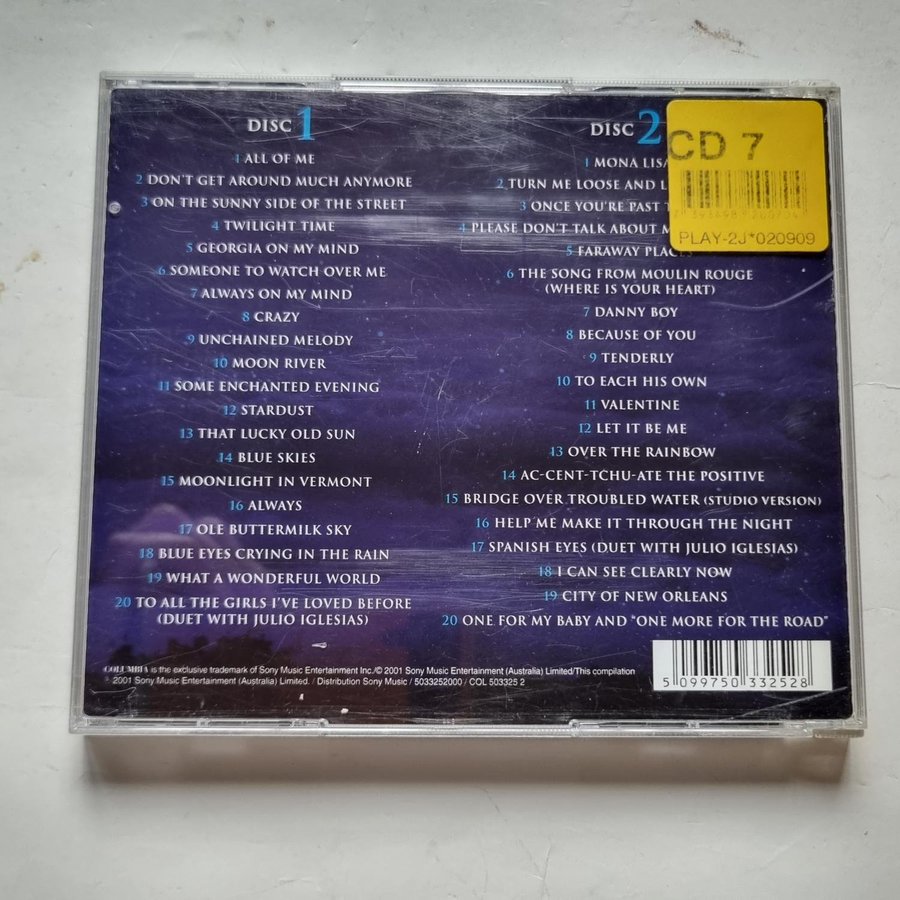 DISC 1
1 ALL OF ME
2 DON'T GET AROUND MUCH ANYMORE
3 ON THE SUNNY SIDE OF THE STREET
4 TWILIGHT TIME
5 GEORGIA ON MY MIND
6 SOMEONE TO WATCH OVER ME
7 ALWAYS ON MY MIND
8 CRAZY
9 UNCHAINED MELODY
10 MOON RIVER
11 SOME ENCHANTED EVENING
12 STARDUST
13 THAT LUCKY OLD SUN
14 BLUE SKIES
15 MOONLIGHT IN VERMONT
16 ALWAYS
17 OLE BUTTERMILK SKY
18 BLUE EYES CRYING IN THE RAIN
19 WHAT A WONDERFUL WORLD
20 TO ALL THE GIRLS I'VE LOVED BEFORE
(DUET WITH JULIO IGLESIAS)
DISC 2
1 MONA LISA
2 TURN ME LOOSE AND
3 ONCE YOU'RE PAST
4 PLEASE DON'T TALK ABOUT
5 FARAWAY PLACES
6 THE SONG FROM MOULIN ROUGE
(WHERE IS YOUR HEART)
7 DANNY BOY
8 BECAUSE OF YOU
9 TENDERLY
10 TO EACH HIS OWN
11 VALENTINE
12 LET IT BE ME
13 OVER THE RAINBOW
14 AC-CENT-TCHU-ATE THE POSITIVE
15 BRIDGE OVER TROUBLED WATER (STUDIO VERSION)
16 HELP ME MAKE IT THROUGH THE NIGHT
17 SPANISH EYES (DUET WITH JULIO IGLESIAS)
18 I CAN SEE CLEARLY NOW
19 CITY OF NEW ORLEANS
20 ONE FOR MY BABY AND "ONE MORE FOR THE ROAD"
CD 7
PLAY-2J*020909
COLUMBIA is the exclusive trademark of Sony Music Entertainment Inc./© 2001 Sony Music Entertainment (Australia) Limited/This compilation
2001 Sony Music Entertainment (Australia) Limited. / Distribution Sony Music / 5033252000 / COL 503325 2
5 099750 332528